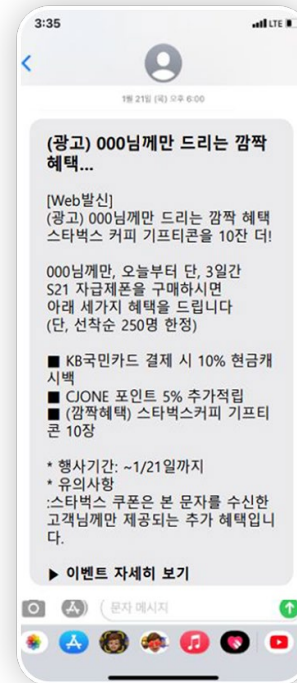 3:35
LTE
1월 21일 (목) 오후 6:00
(광고) 000님께만 드리는 깜짝
혜택...
[Web발신]
(광고) 000님께만 드리는 깜짝 혜택
스타벅스 커피 기프티콘을 10잔 더!
000님께만, 오늘부터 단, 3일간
S21 자급제폰을 구매하시면
아래 세가지 혜택을 드립니다
(단, 선착순 250명 한정)
■ KB국민카드 결제 시 10% 현금캐
시백
■ CJONE 포인트 5% 추가적립
■ (깜짝혜택) 스타벅스커피 기프티
콘 10장
* 행사기간: ~1/21일까지
* 유의사항
:스타벅스 쿠폰은 본 문자를 수신한
고객님께만 제공되는 추가 혜택입니
다.
▶ 이벤트 자세히 보기
문자 메시지